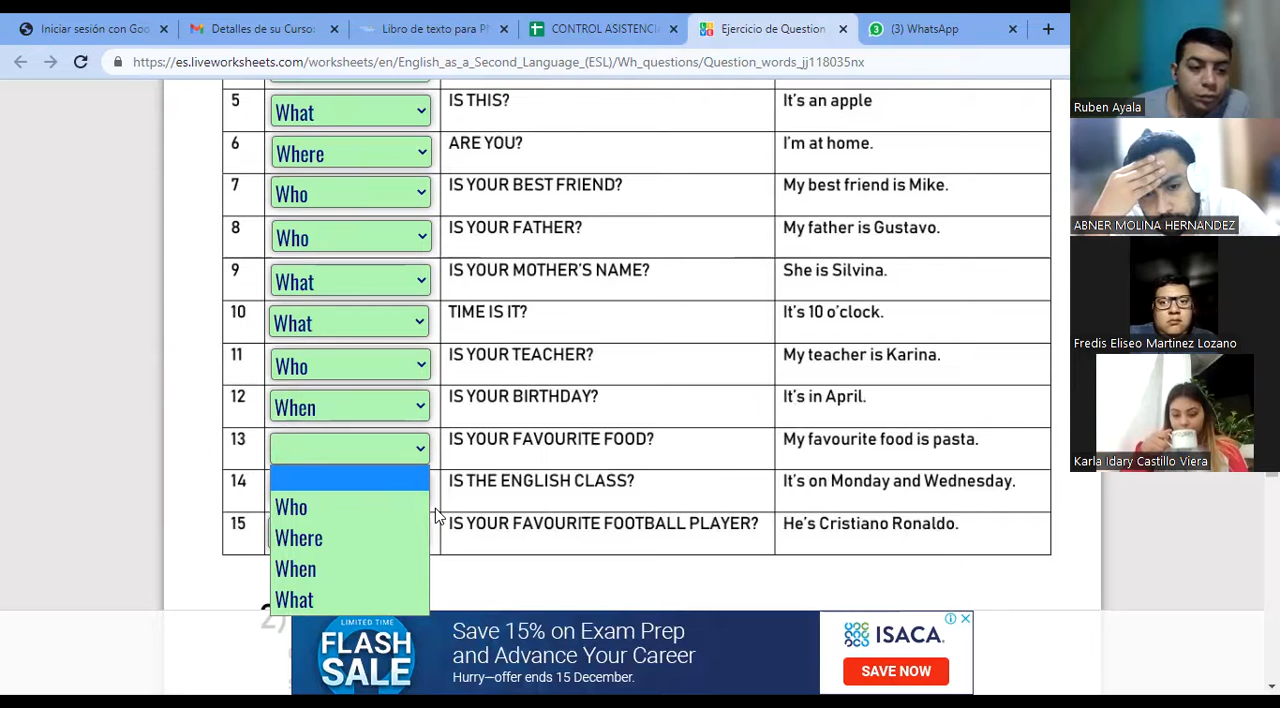 Iniciar sesión con Goo
Detalles de su Curso:
Libro de texto para P
CONTROL ASISTENCI
Ejercicio de Question
(3) WhatsApp
https://es.liveworksheets.com/worksheets/en/English_as_a_Second_Language_(ESL)/Wh_questions/Question_words_jj118035nx
5 What IS THIS? It's an apple
6 Where ARE YOU? I'm at home.
7 Who IS YOUR BEST FRIEND? My best friend is Mike.
8 Who IS YOUR FATHER? My father is Gustavo.
9 What IS YOUR MOTHER'S NAME? She is Silvina.
10 What TIME IS IT? It's 10 o'clock.
11 Who IS YOUR TEACHER? My teacher is Karina.
12 When IS YOUR BIRTHDAY? It's in April.
13 IS YOUR FAVOURITE FOOD? My favourite food is pasta.
14 IS THE ENGLISH CLASS? It's on Monday and Wednesday.
15 IS YOUR FAVOURITE FOOTBALL PLAYER? He's Cristiano Ronaldo.
Who
Where
When
What
2)
LIMITED TIME
FLASH
SALE
Save 15% on Exam Prep
and Advance Your Career
Hurry—offer ends 15 December.
ISACA.
SAVE NOW
Ruben Ayala
ABNER MOLINA HERNANDEZ
Fredis Eliseo Martinez Lozano
Karla Idary Castillo Viera